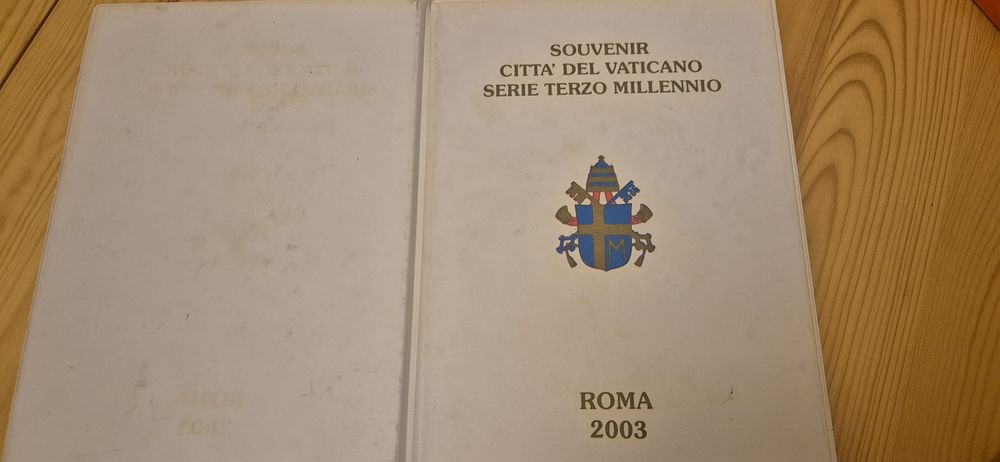 SOUVENIR
CITTA' DEL VATICANO
SERIE TERZO MILLENNIO
M
ROMA
2003